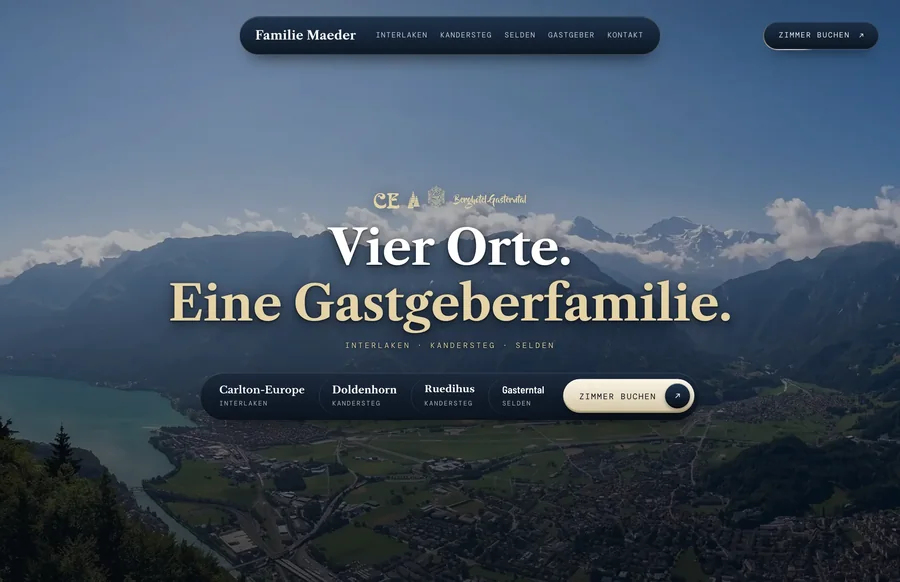 Familie Maeder INTERLAKEN KANDERSTEG SELDEN GASTGEBER KONTAKT
ZIMMER BUCHEN ↗
CE Berghotel Gasterntal
Vier Orte.
Eine Gastgeberfamilie.
INTERLAKEN · KANDERSTEG · SELDEN
Carlton-Europe Doldenhorn Ruedihus Gasterntal
INTERLAKEN KANDERSTEG KANDERSTEG SELDEN
ZIMMER BUCHEN ↗